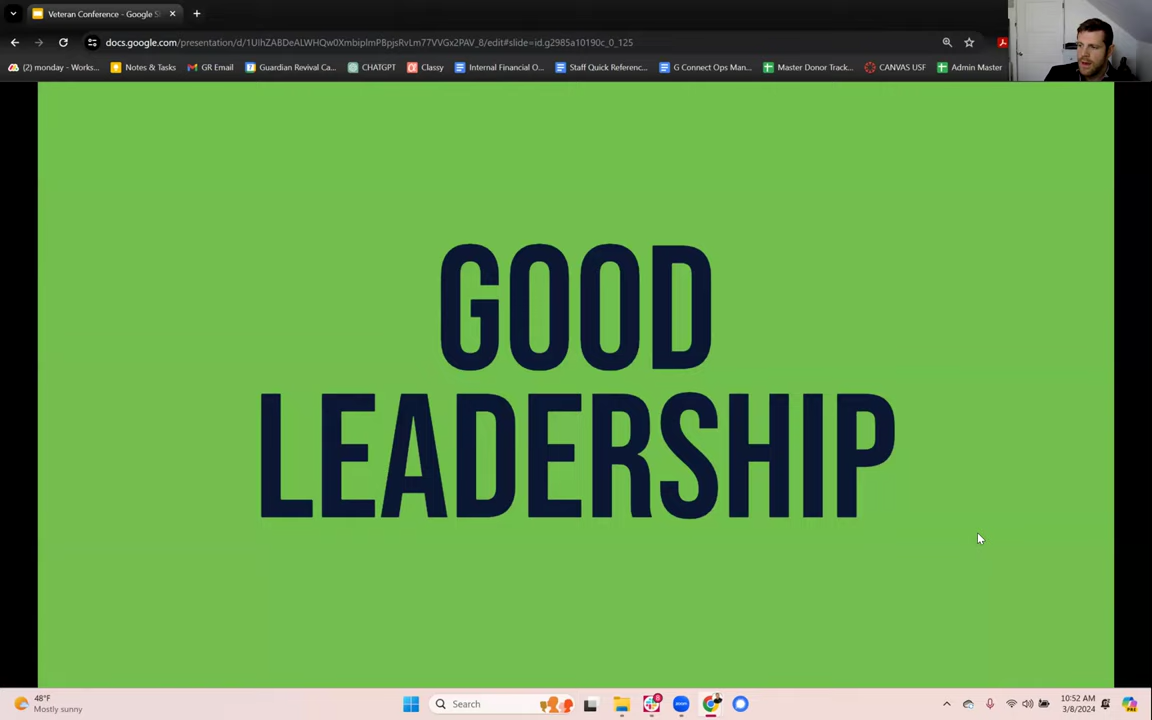 Veteran Conference - Google S
docs.google.com/presentation/d/1UIhZABDeALWHQw0XmbiplmPBpjsRvLm77VVGx2PAV_8/edit#slide=id.g2985a10190c_0_125
(2) monday - Works...
Notes & Tasks
GR Email
Guardian Revival Ca...
CHATGPT
Classy
Internal Financial O...
Staff Quick Referenc...
G Connect Ops Man...
Master Donor Track...
CANVAS USF
Admin Master
GOOD
LEADERSHIP
48°F
Mostly sunny
Search
10:52 AM
3/8/2024